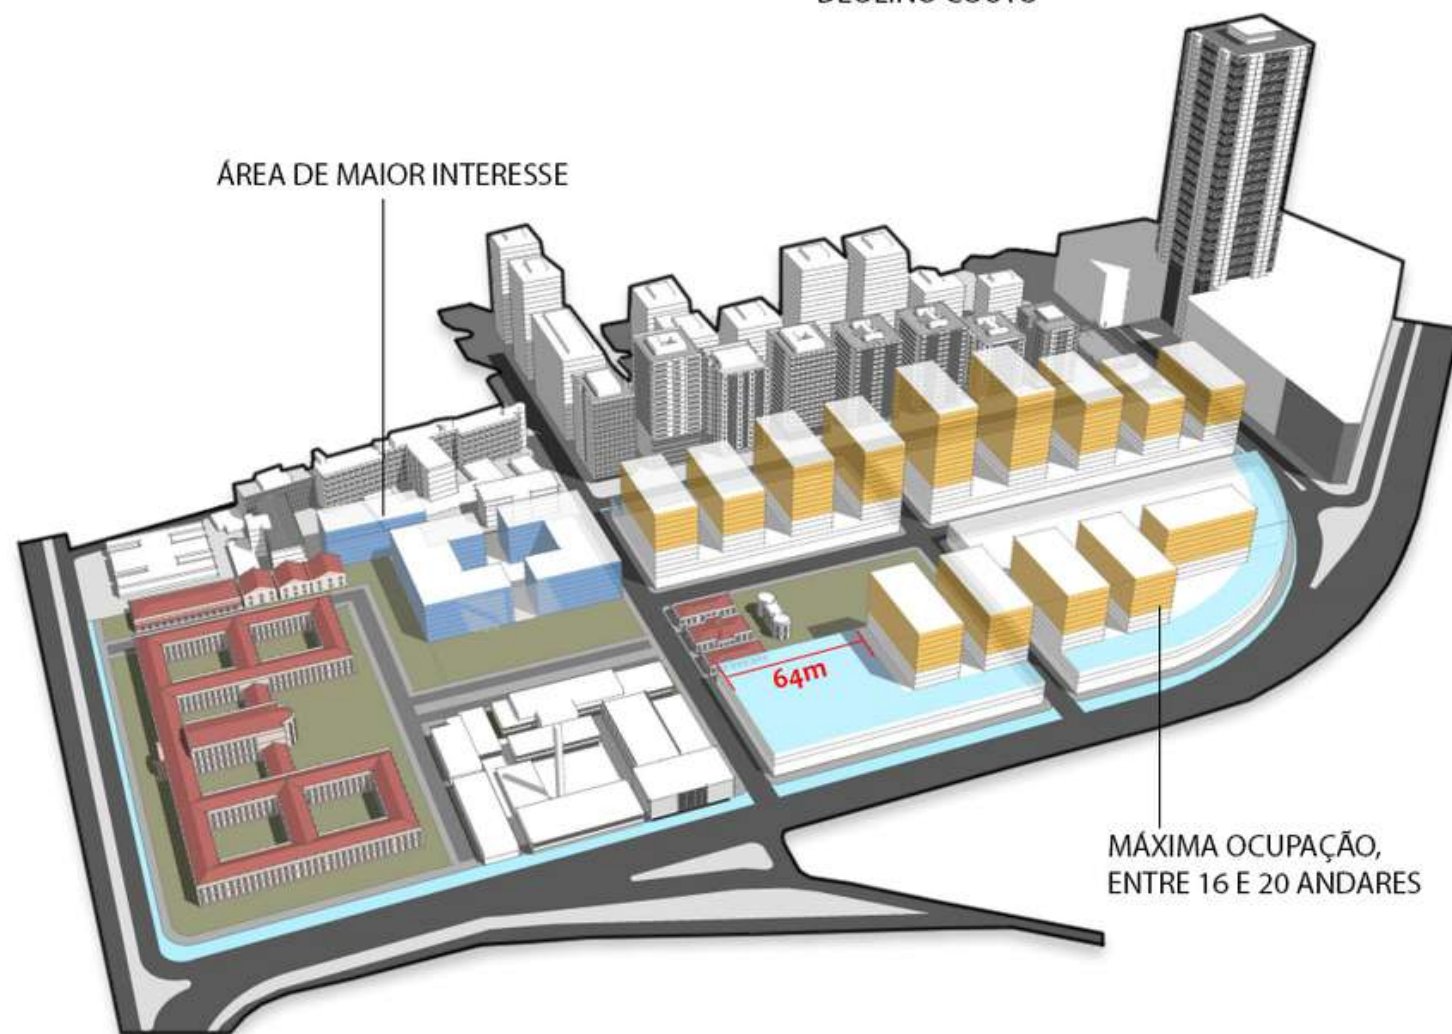 ÁREA DE MAIOR INTERESSE
64m
MÁXIMA OCUPAÇÃO,
ENTRE 16 E 20 ANDARES